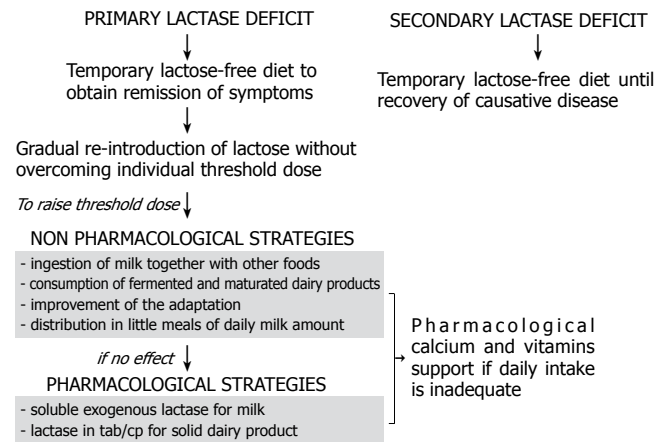 PRIMARY LACTASE DEFICIT
Temporary lactose-free diet to
obtain remission of symptoms
Gradual re-introduction of lactose without
overcoming individual threshold dose
To raise threshold dose
NON PHARMACOLOGICAL STRATEGIES
- ingestion of milk together with other foods
- consumption of fermented and maturated dairy products
- improvement of the adaptation
- distribution in little meals of daily milk amount
if no effect
PHARMACOLOGICAL STRATEGIES
- soluble exogenous lactase for milk
- lactase in tab/cp for solid dairy product
SECONDARY LACTASE DEFICIT
Temporary lactose-free diet until
recovery of causative disease
Pharmacological
calcium and vitamins
support if daily intake
is inadequate